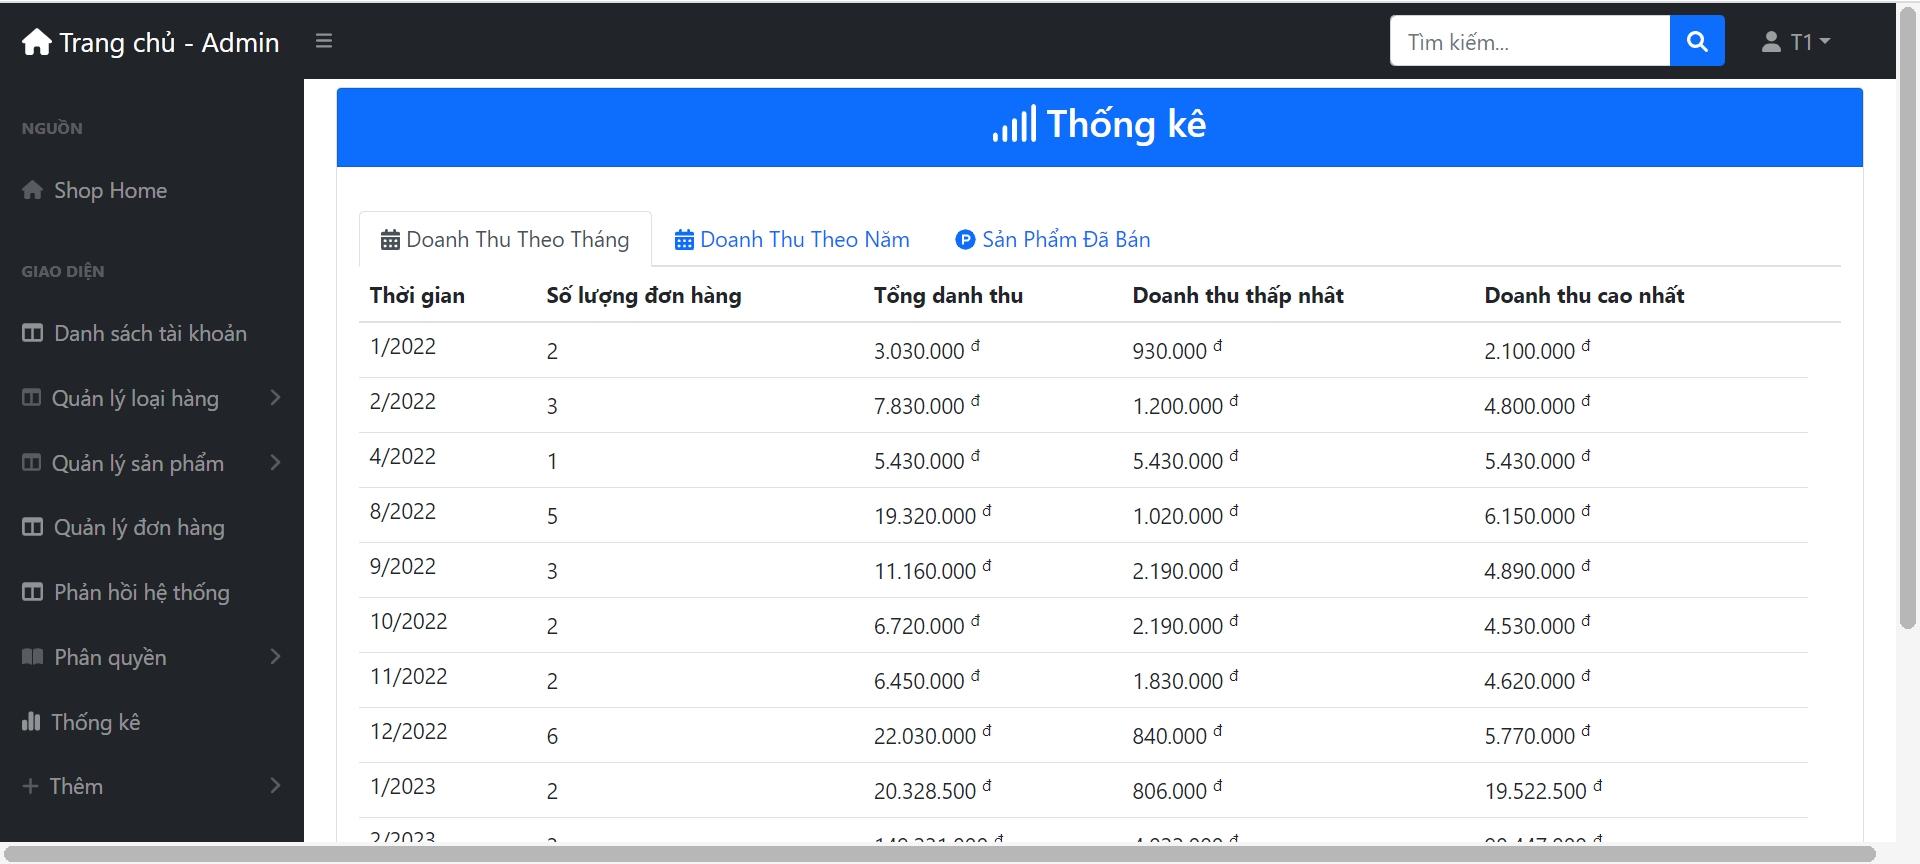 Trang chủ - Admin
Tìm kiếm...
T1
NGUỒN
Shop Home
GIAO DIỆN
Danh sách tài khoản
Quản lý loại hàng
Quản lý sản phẩm
Quản lý đơn hàng
Phản hồi hệ thống
Phân quyền
Thống kê
Thêm
Thống kê
Doanh Thu Theo Tháng Doanh Thu Theo Năm Sản Phẩm Đã Bán
Thời gian Số lượng đơn hàng Tổng danh thu Doanh thu thấp nhât Doanh thu cao nhất
1/2022 2 3.030.000 đ 930.000 đ 2.100.000 đ
2/2022 3 7.830.000 đ 1.200.000 đ 4.800.000 đ
4/2022 1 5.430.000 đ 5.430.000 đ 5.430.000 đ
8/2022 5 19.320.000 đ 1.020.000 đ 6.150.000 đ
9/2022 3 11.160.000 đ 2.190.000 đ 4.890.000 đ
10/2022 2 6.720.000 đ 2.190.000 đ 4.530.000 đ
11/2022 2 6.450.000 đ 1.830.000 đ 4.620.000 đ
12/2022 6 22.030.000 đ 840.000 đ 5.770.000 đ
1/2023 2 20.328.500 đ 806.000 đ 19.522.500 đ
2/2023